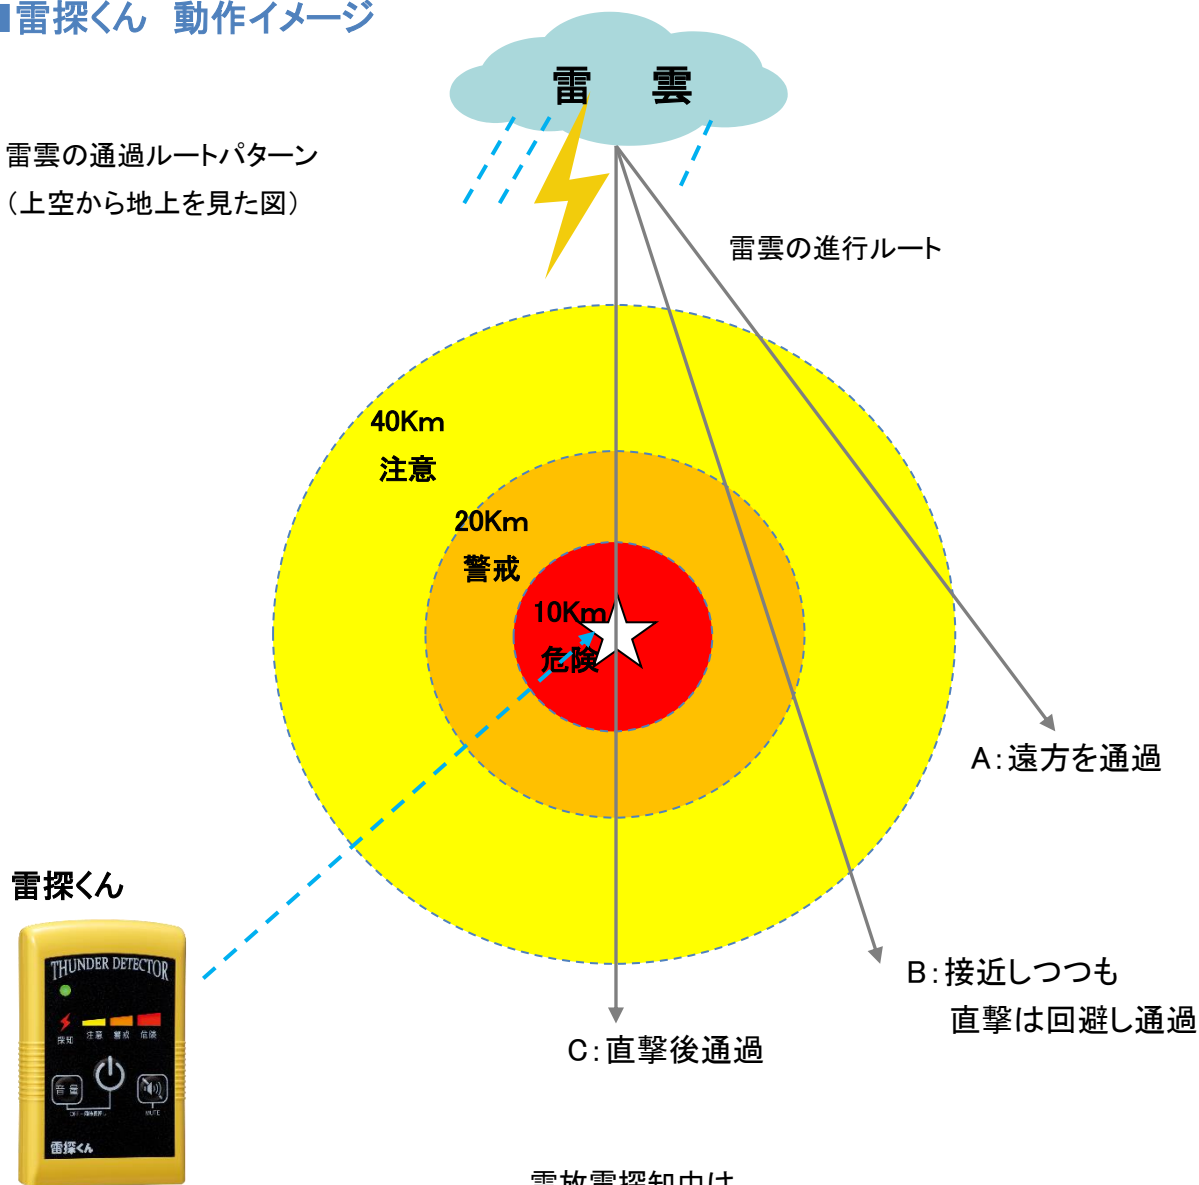 ■雷探くん 動作イメージ
雷 雲
雷雲の通過ルートパターン
（上空から地上を見た図）
雷雲の進行ルート
40Km
注意
20Km
警戒
10Km
危険
A：遠方を通過
B：接近しつつも
直撃は回避し通過
C：直撃後通過
雷探くん
THUNDER DETECTOR
探知 注意 警戒 危険
音量
MUTE
雷探くん